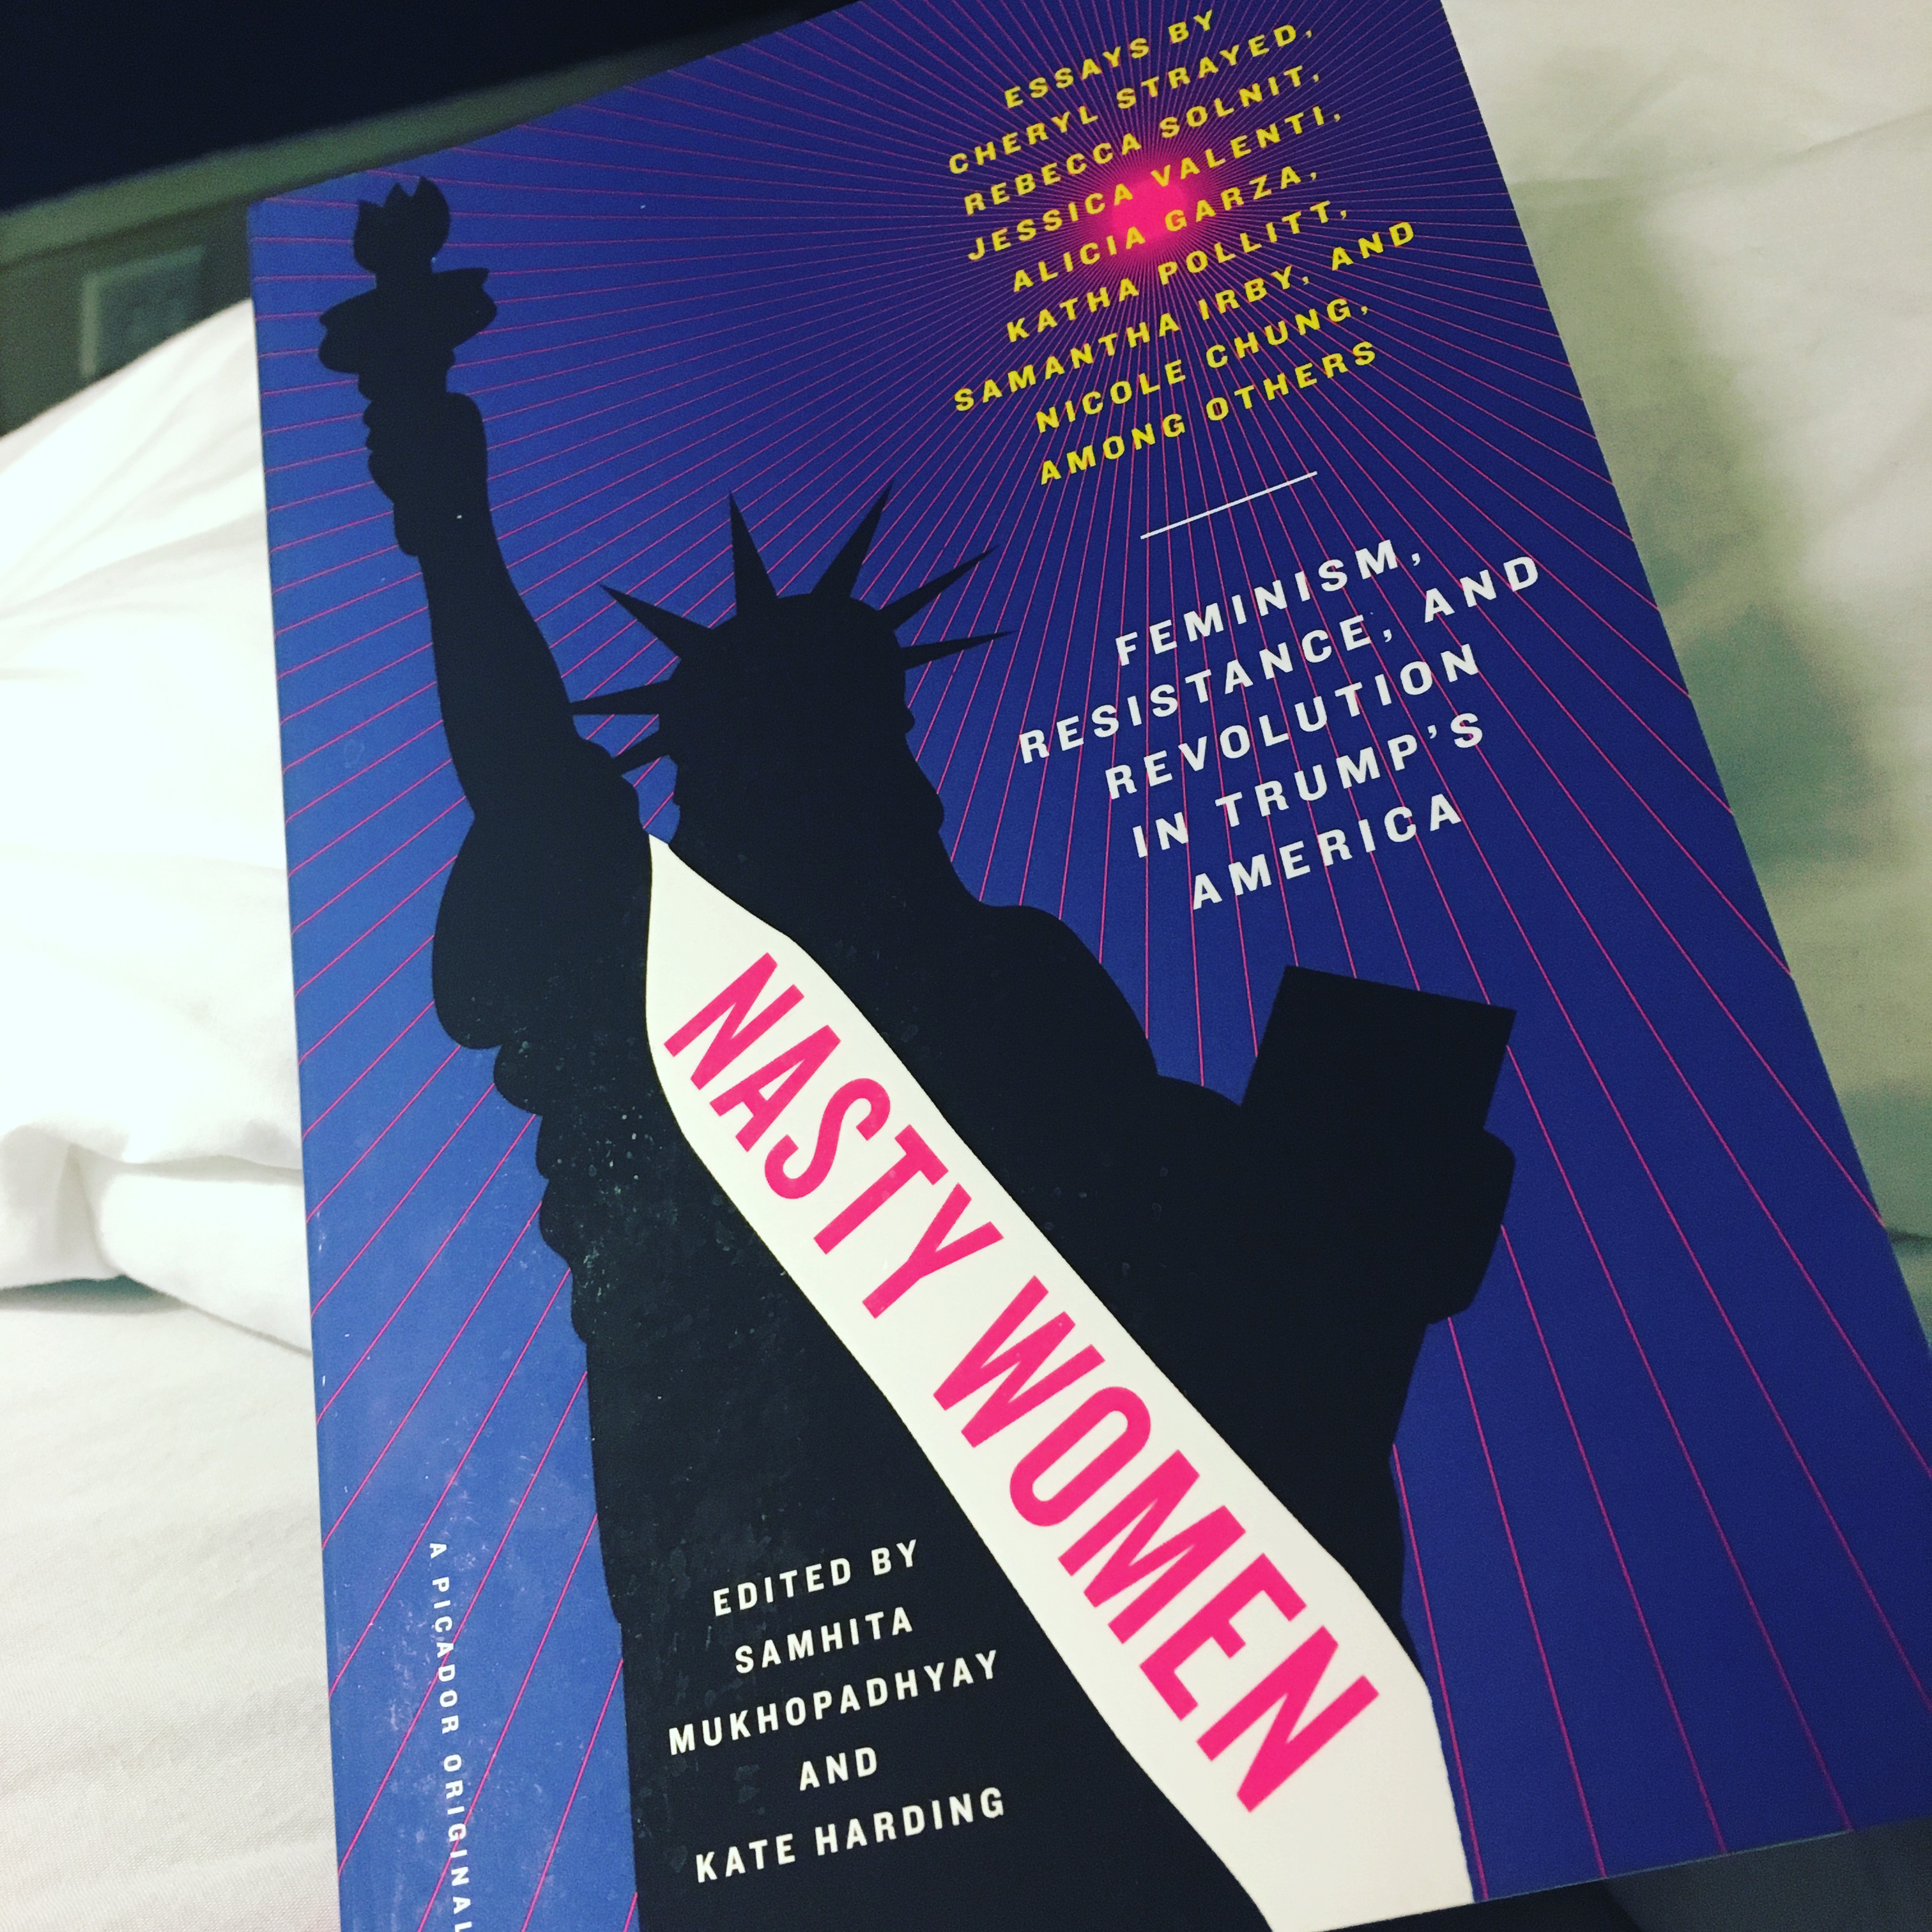 ESSAYS BY
CHERYL STRAYED,
REBECCA SOLNIT,
JESSICA VALENTI,
ALICIA GARZA,
KATHA POLLITT,
SAMANTHA IRBY, AND
NICOLE CHUNG,
AMONG OTHERS
FEMINISM,
RESISTANCE, AND
REVOLUTION
IN TRUMP'S
AMERICA
NASTY WOMEN
EDITED BY
SAMHITA
MUKHOPADHYAY
AND
KATE HARDING
A PICADOR ORIGINAL